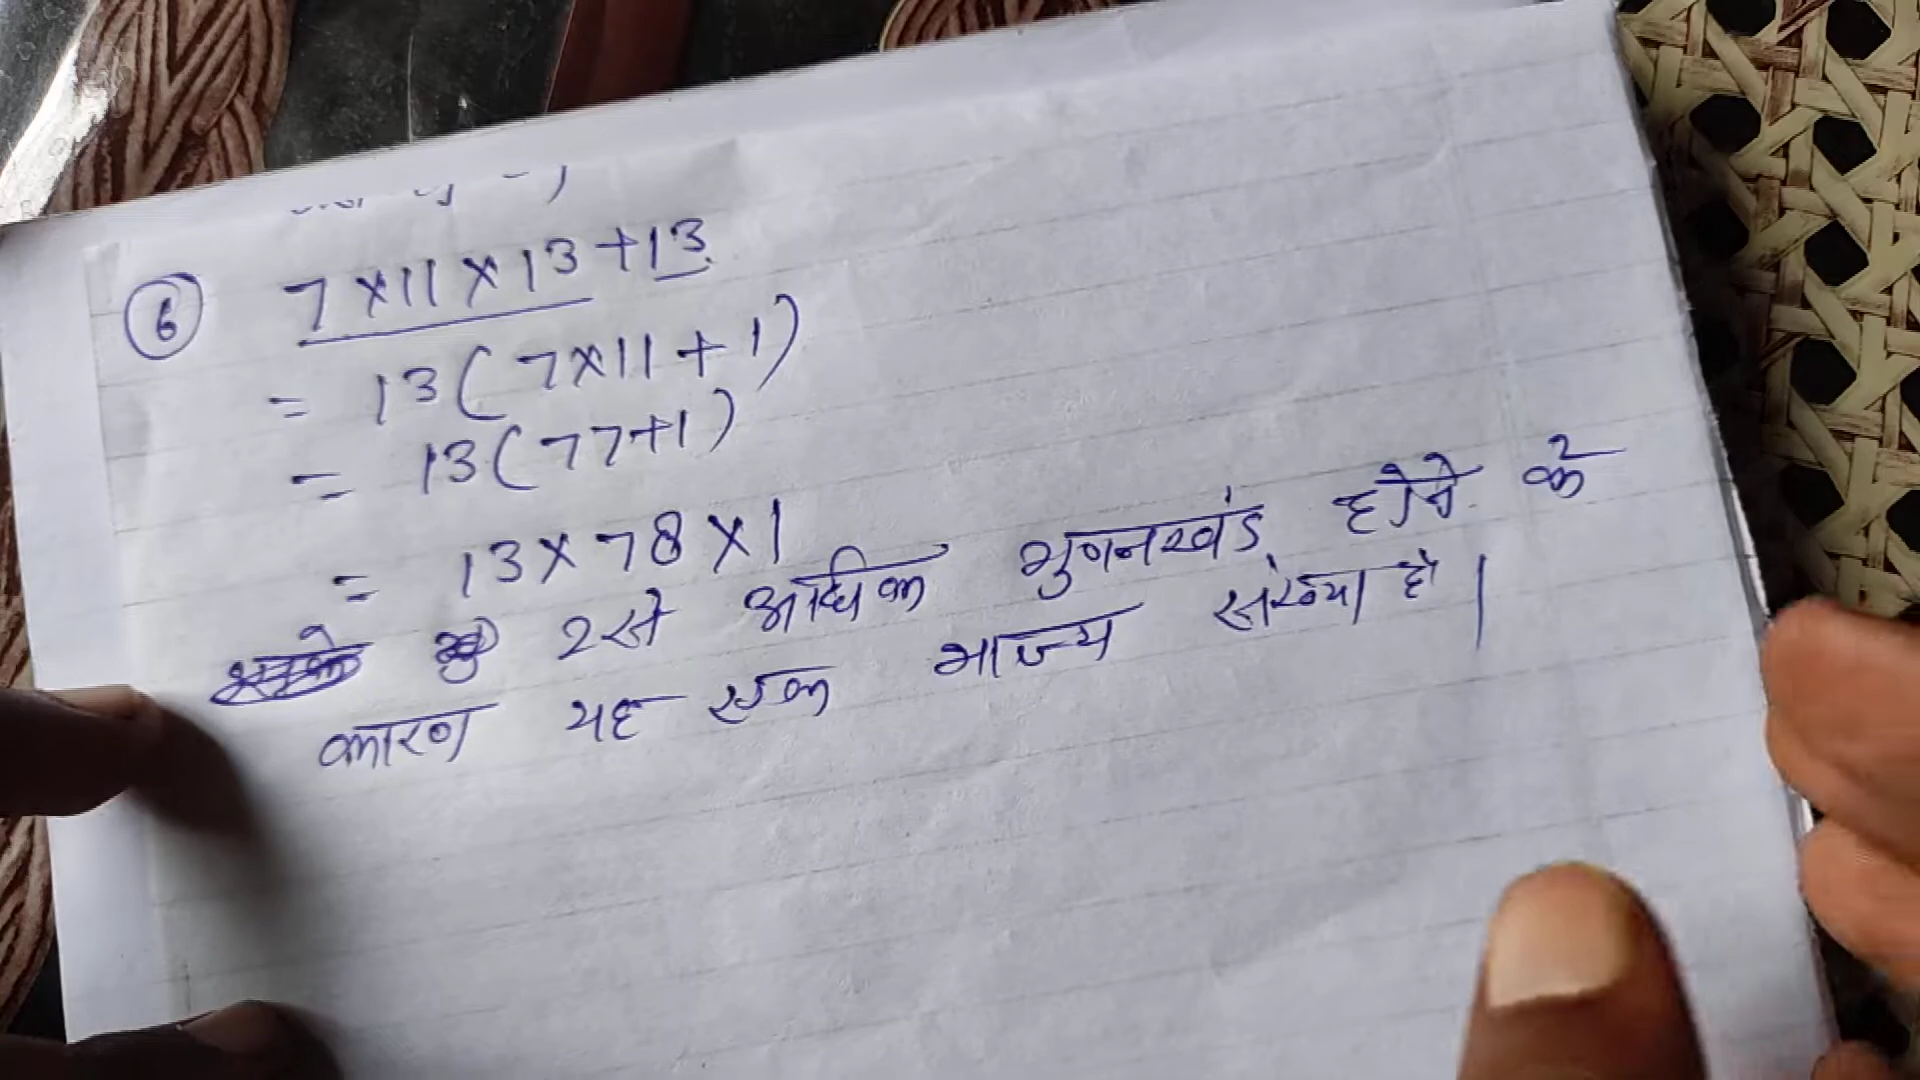 6 7×11×13+13
= 13(7×11+1)
= 13(77+1)
= 13×78×1
2से अधिक गुणनखंड होने के
कारण यह एक भाज्य संख्या है।